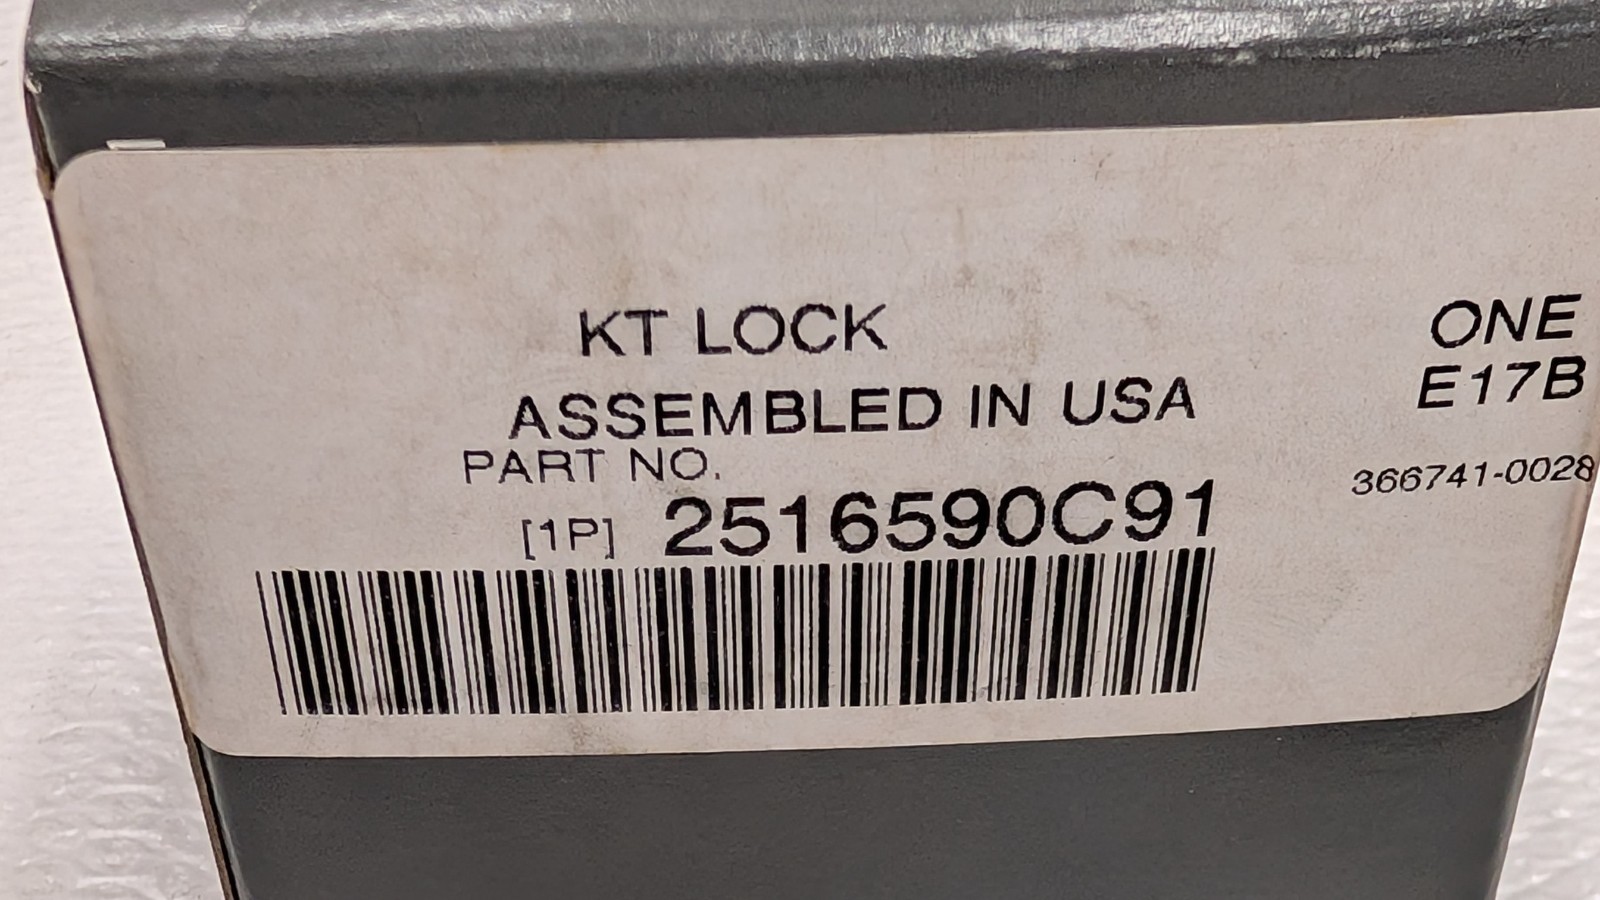 KT LOCK
ONE
ASSEMBLED IN USA
E17B
PART NO.
366741-0028
[1P] 2516590C91